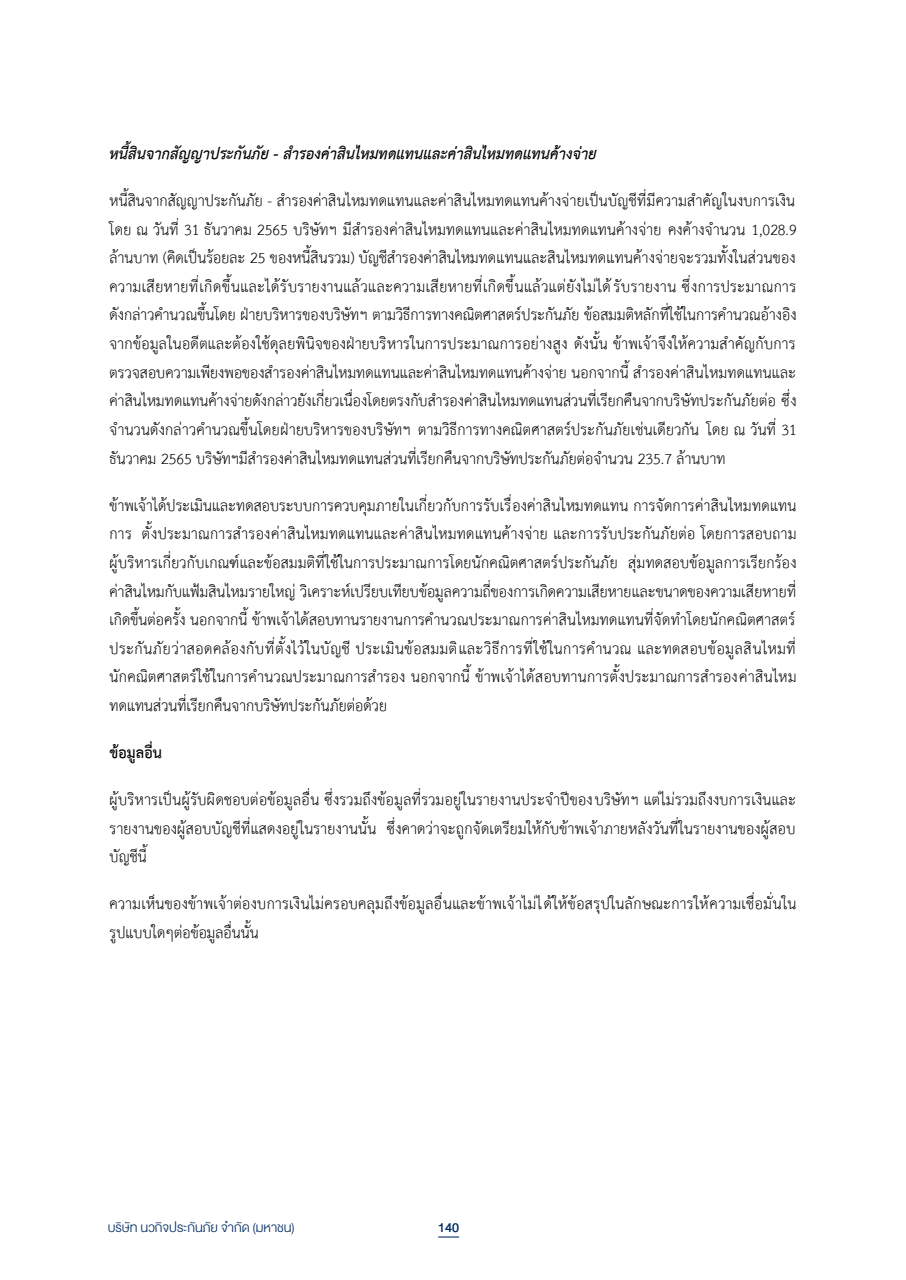 หนี้สินจากสัญญาประกันภัย - สำรองค่าสินไหมทดแทนและค่าสินไหมทดแทนค้างจ่าย
หนี้สินจากสัญญาประกันภัย - สำรองค่าสินไหมทดแทนและค่าสินไหมทดแทนค้างจ่ายเป็นบัญชีที่มีความสำคัญในงบการเงิน
โดย ณ วันที่ 31 ธันวาคม 2565 บริษัทฯ มีสำรองค่าสินไหมทดแทนและค่าสินไหมทดแทนค้างจ่าย คงค้างจำนวน 1,028.9
ล้านบาท (คิดเป็นร้อยละ 25 ของหนี้สินรวม) บัญชีสำรองค่าสินไหมทดแทนและสินไหมทดแทนค้างจ่ายจะรวมทั้งในส่วนของ
ความเสียหายที่เกิดขึ้นและได้รับรายงานแล้วและความเสียหายที่เกิดขึ้นแล้วแต่ยังไม่ได้รับรายงาน ซึ่งการประมาณการ
ดังกล่าวคำนวณขึ้นโดย ฝ่ายบริหารของบริษัทฯ ตามวิธีการทางคณิตศาสตร์ประกันภัย ข้อสมมติหลักที่ใช้ในการคำนวณอ้างอิง
จากข้อมูลในอดีตและต้องใช้ดุลยพินิจของฝ่ายบริหารในการประมาณการอย่างสูง ดังนั้น ข้าพเจ้าจึงให้ความสำคัญกับการ
ตรวจสอบความเพียงพอของสำรองค่าสินไหมทดแทนและค่าสินไหมทดแทนค้างจ่าย นอกจากนี้ สำรองค่าสินไหมทดแทนและ
ค่าสินไหมทดแทนค้างจ่ายดังกล่าวยังเกี่ยวเนื่องโดยตรงกับสำรองค่าสินไหมทดแทนส่วนที่เรียกคืนจากบริษัทประกันภัยต่อ ซึ่ง
จำนวนดังกล่าวคำนวณขึ้นโดยฝ่ายบริหารของบริษัทฯ ตามวิธีการทางคณิตศาสตร์ประกันภัยเช่นเดียวกัน โดย ณ วันที่ 31
ธันวาคม 2565 บริษัทฯมีสำรองค่าสินไหมทดแทนส่วนที่เรียกคืนจากบริษัทประกันภัยต่อจำนวน 235.7 ล้านบาท
ข้าพเจ้าได้ประเมินและทดสอบระบบการควบคุมภายในเกี่ยวกับการรับเรื่องค่าสินไหมทดแทน การจัดการค่าสินไหมทดแทน
การ ตั้งประมาณการสำรองค่าสินไหมทดแทนและค่าสินไหมทดแทนค้างจ่าย และการรับประกันภัยต่อ โดยการสอบถาม
ผู้บริหารเกี่ยวกับเกณฑ์และข้อสมมติที่ใช้ในการประมาณการโดยนักคณิตศาสตร์ประกันภัย สุ่มทดสอบข้อมูลการเรียกร้อง
ค่าสินไหมกับแฟ้มสินไหมรายใหญ่ วิเคราะห์เปรียบเทียบข้อมูลความถี่ของการเกิดความเสียหายและขนาดของความเสียหายที่
เกิดขึ้นต่อครั้ง นอกจากนี้ ข้าพเจ้าได้สอบทานรายงานการคำนวณประมาณการค่าสินไหมทดแทนที่จัดทำโดยนักคณิตศาสตร์
ประกันภัยว่าสอดคล้องกับที่ตั้งไว้ในบัญชี ประเมินข้อสมมติและวิธีการที่ใช้ในการคำนวณ และทดสอบข้อมูลสินไหมที่
นักคณิตศาสตร์ใช้ในการคำนวณประมาณการสำรอง นอกจากนี้ ข้าพเจ้าได้สอบทานการตั้งประมาณการสำรองค่าสินไหม
ทดแทนส่วนที่เรียกคืนจากบริษัทประกันภัยต่อด้วย
ข้อมูลอื่น
ผู้บริหารเป็นผู้รับผิดชอบต่อข้อมูลอื่น ซึ่งรวมถึงข้อมูลที่รวมอยู่ในรายงานประจำปีของบริษัทฯ แต่ไม่รวมถึงงบการเงินและ
รายงานของผู้สอบบัญชีที่แสดงอยู่ในรายงานนั้น ซึ่งคาดว่าจะถูกจัดเตรียมให้กับข้าพเจ้าภายหลังวันที่ในรายงานของผู้สอบ
บัญชีนี้
ความเห็นของข้าพเจ้าต่องบการเงินไม่ครอบคลุมถึงข้อมูลอื่นและข้าพเจ้าไม่ได้ให้ข้อสรุปในลักษณะการให้ความเชื่อมั่นใน
รูปแบบใดๆต่อข้อมูลอื่นนั้น
บริษัท นวกิจประกันภัย จำกัด (มหาชน)
140